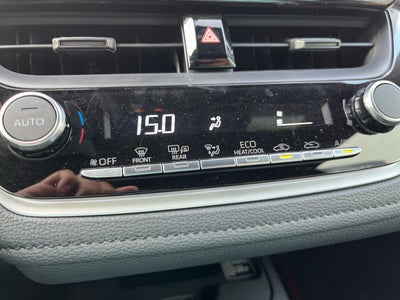 AUTO
15.0
OFF
FRONT
REAR
ECO
HEAT/COOL